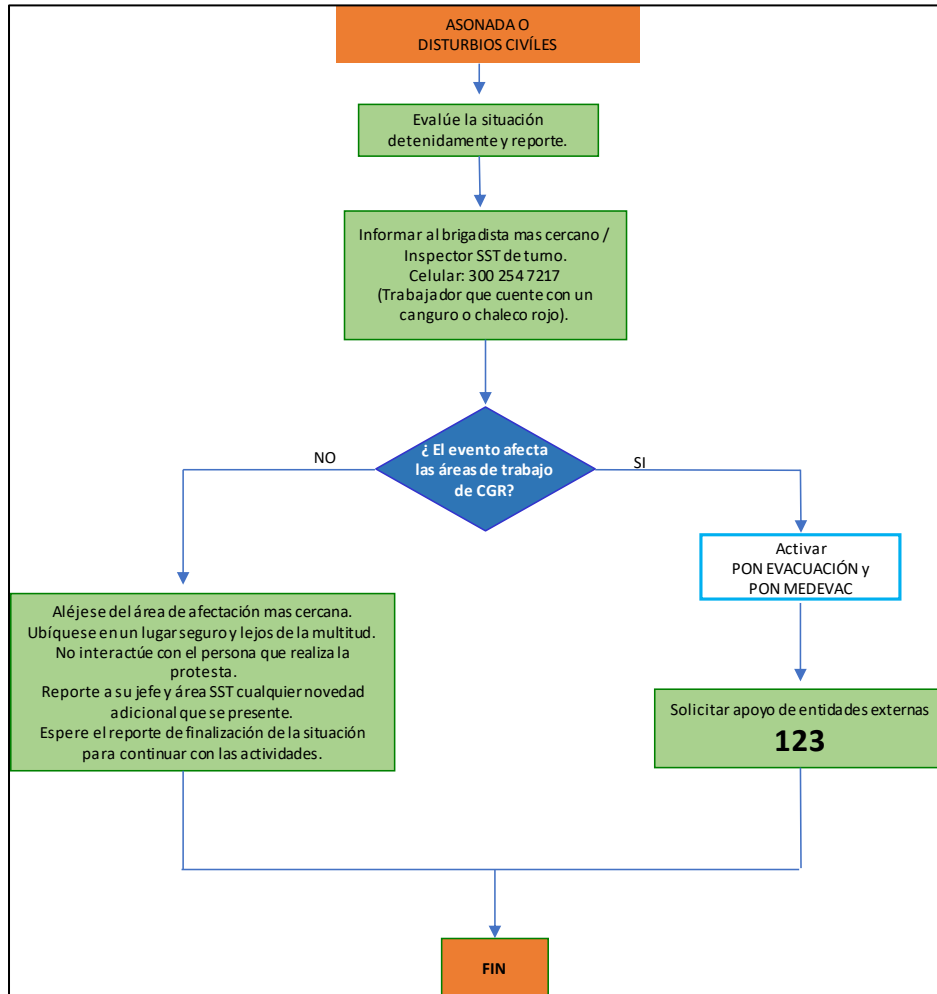 ASONADA O
DISTURBIOS CIVÍLES
Evalúe la situación
detenidamente y reporte.
Informar al brigadista mas cercano /
Inspector SST de turno.
Celular: 300 254 7217
(Trabajador que cuente con un
canguro o chaleco rojo).
¿ El evento afecta
las áreas de trabajo
de CGR?
NO
SI
Activar
PON EVACUACIÓN y
PON MEDEVAC
Aléjese del área de afectación mas cercana.
Ubíquese en un lugar seguro y lejos de la multitud.
No interactúe con el persona que realiza la
protesta.
Reporte a su jefe y área SST cualquier novedad
adicional que se presente.
Espere el reporte de finalización de la situación
para continuar con las actividades.
Solicitar apoyo de entidades externas
123
FIN